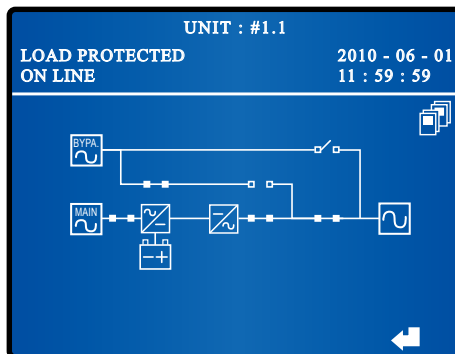 UNIT : #1.1
LOAD PROTECTED
2010 - 06 - 01
ON LINE
11 : 59 : 59
BYPA.
MAIN